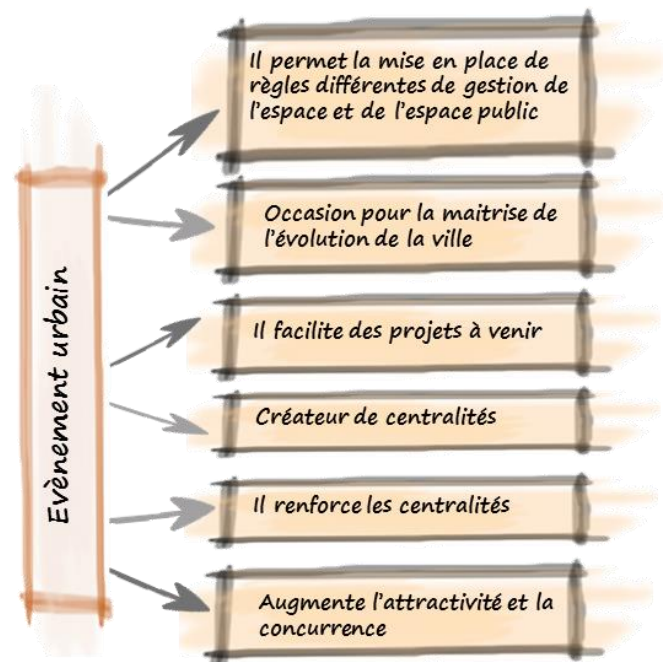 Evènement urbain
Il permet la mise en place de
règles différentes de gestion de
l'espace et de l'espace public
Occasion pour la maitrise de
l'évolution de la ville
Il facilite des projets à venir
Créateur de centralités
Il renforce les centralités
Augmente l'attractivité et la
concurrence